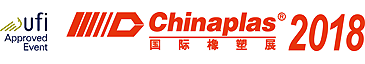 ufi
Approved
Event
Chinaplas®
国际橡塑展
2018